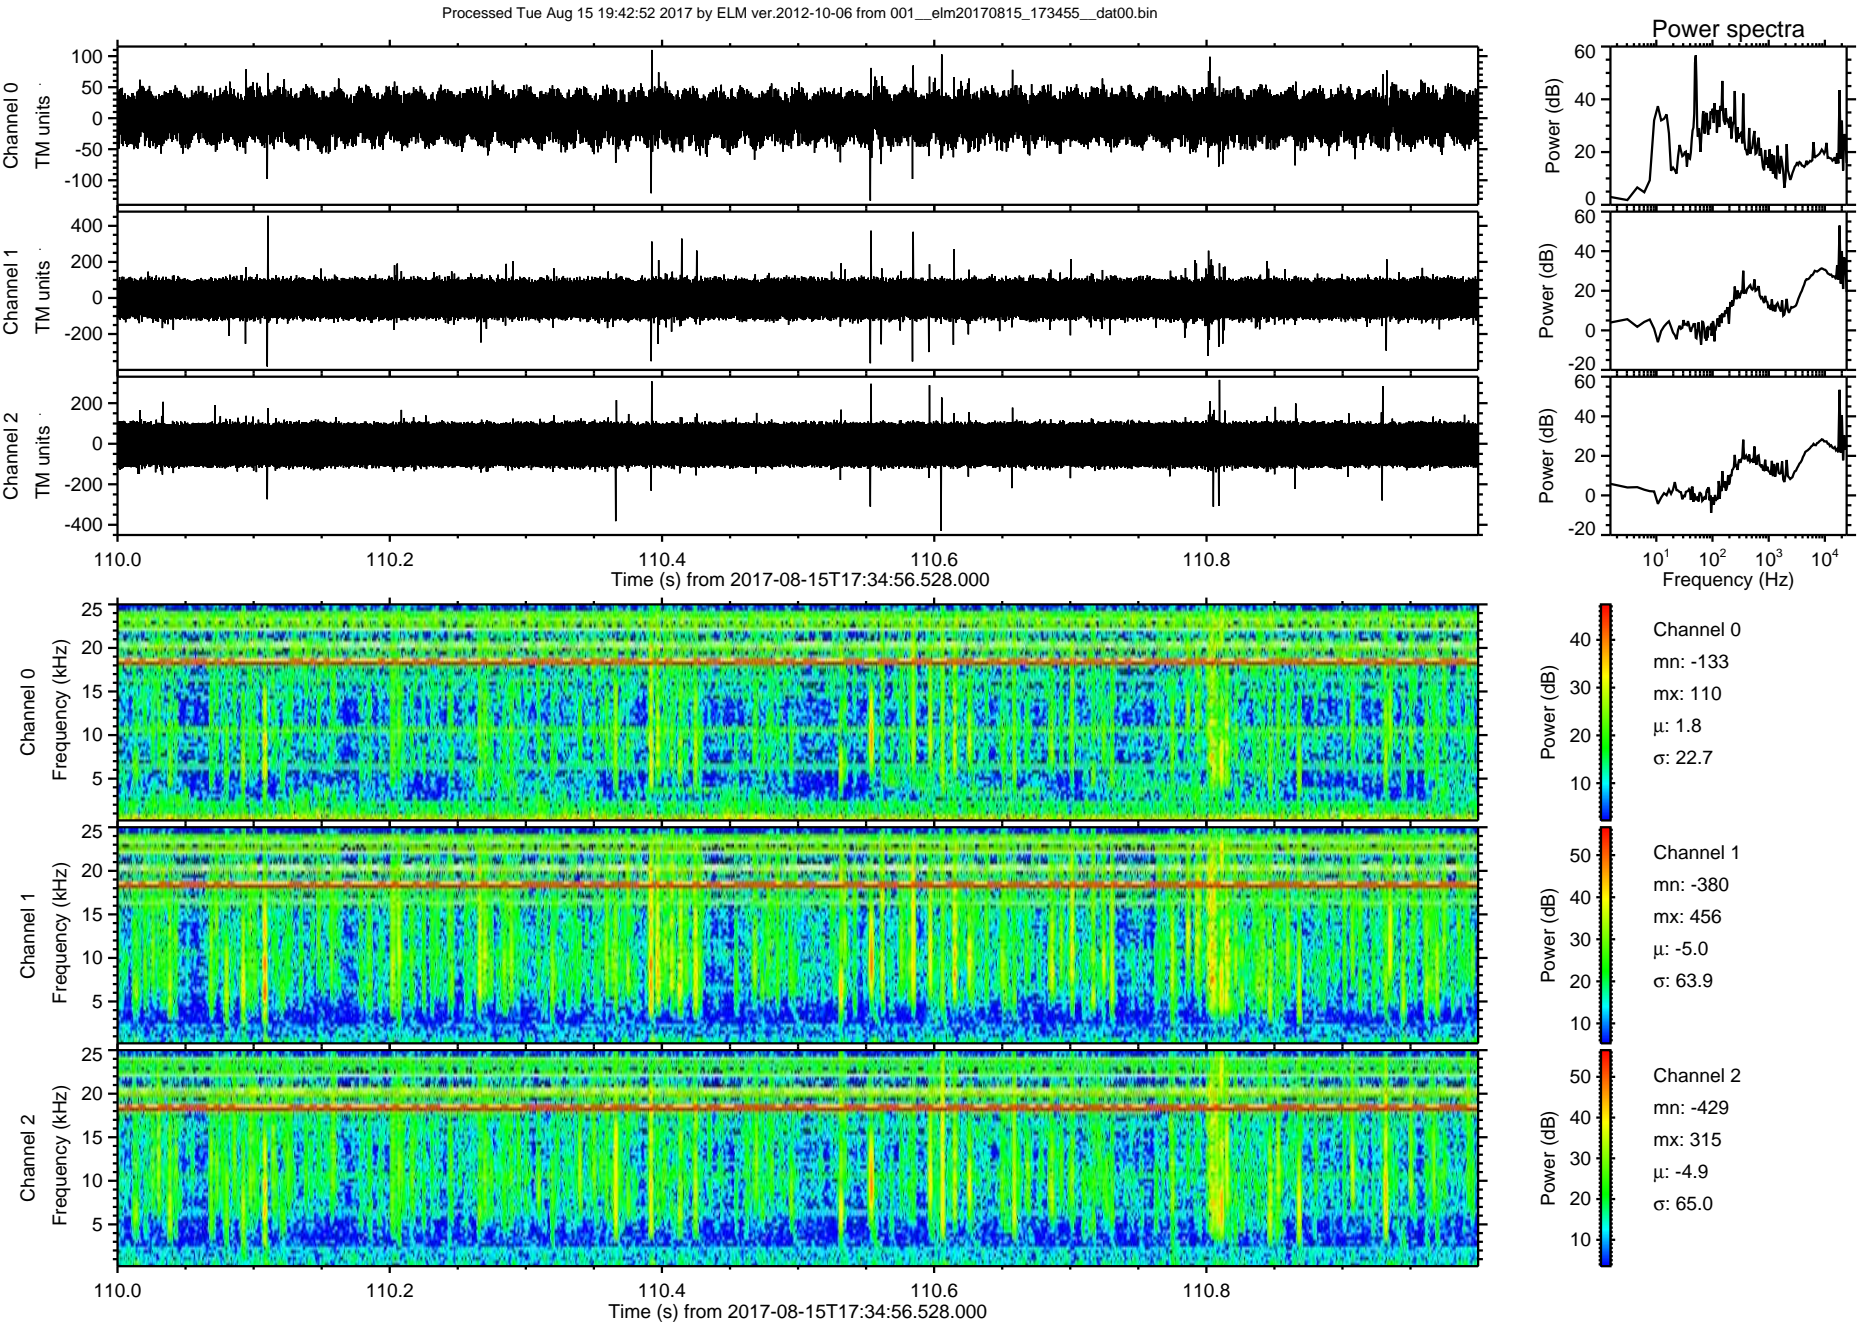 Processed Tue Aug 15 19:42:52 2017 by ELM ver.2012-10-06 from 001__elm20170815_173455__dat00.bin
Power spectra
Channel 0
TM units
100
50
0
-50
-100
Power (dB)
60
40
20
0
Channel 1
TM units
400
200
0
-200
Power (dB)
60
40
20
0
-20
Channel 2
TM units
200
0
-200
-400
Power (dB)
60
40
20
0
-20
110.0 110.2 110.4 110.6 110.8
Time (s) from 2017-08-15T17:34:56.528.000
10¹ 10² 10³ 10⁴
Frequency (Hz)
Channel 0
Frequency (kHz)
25
20
15
10
5
Power (dB)
40
30
20
10
Channel 0
mn: -133
mx: 110
μ: 1.8
σ: 22.7
Channel 1
Frequency (kHz)
25
20
15
10
5
Power (dB)
50
40
30
20
10
Channel 1
mn: -380
mx: 456
μ: -5.0
σ: 63.9
Channel 2
Frequency (kHz)
25
20
15
10
5
Power (dB)
50
40
30
20
10
Channel 2
mn: -429
mx: 315
μ: -4.9
σ: 65.0
110.0 110.2 110.4 110.6 110.8
Time (s) from 2017-08-15T17:34:56.528.000